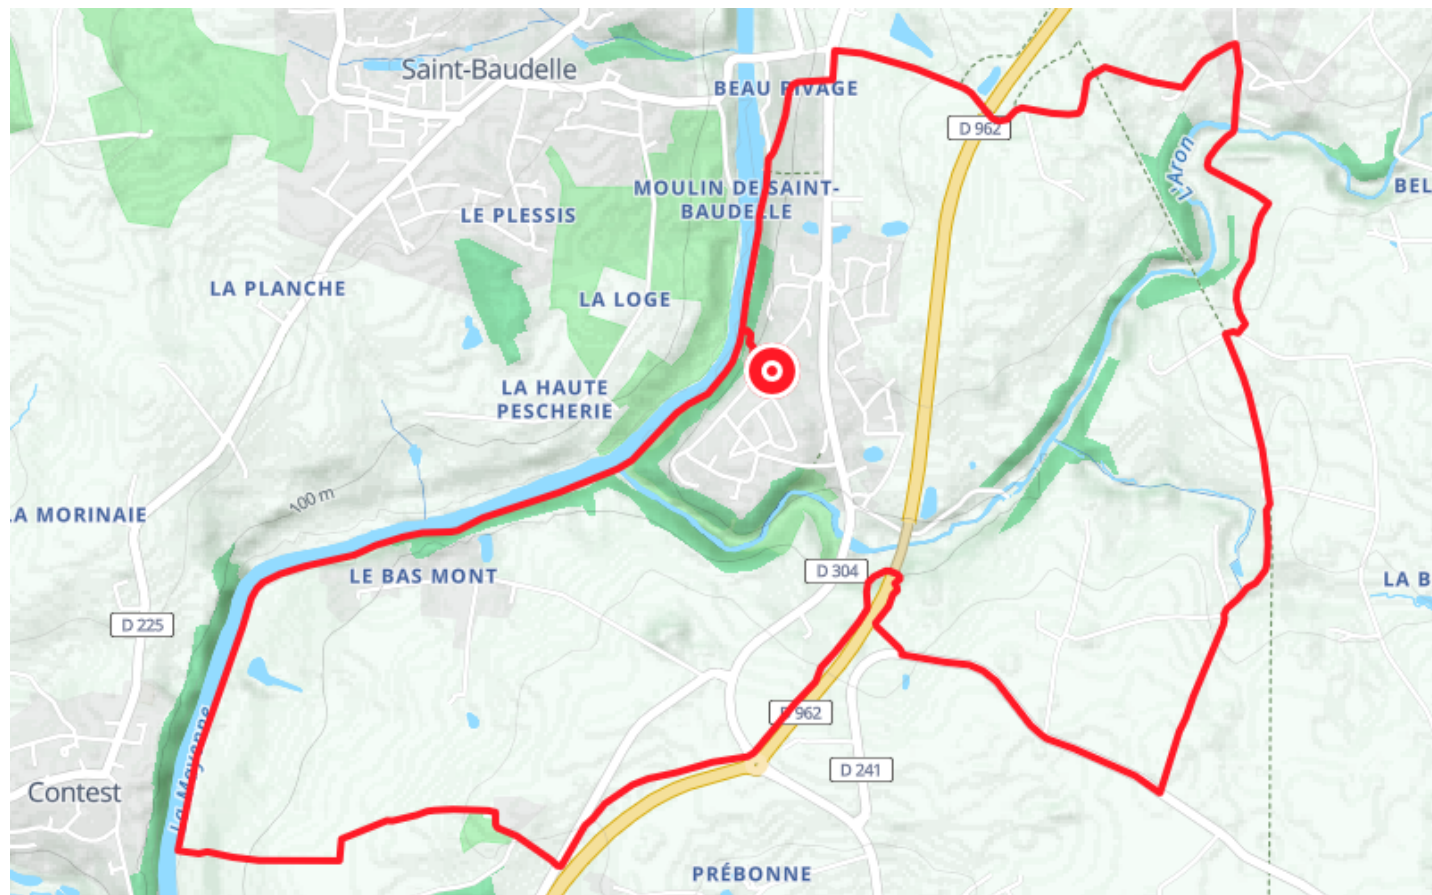 Saint-Baudelle
BEAU RIVAGE
D 962
L'Aron
BEL
MOULIN DE SAINT-
BAUDELLE
LE PLESSIS
LA PLANCHE
LA LOGE
LA HAUTE
PESCHERIE
100 m
A MORINAIE
LE BAS MONT
D 304
LA B
D 225
La Mayenne
D 962
D 241
Contest
PRÉBONNE